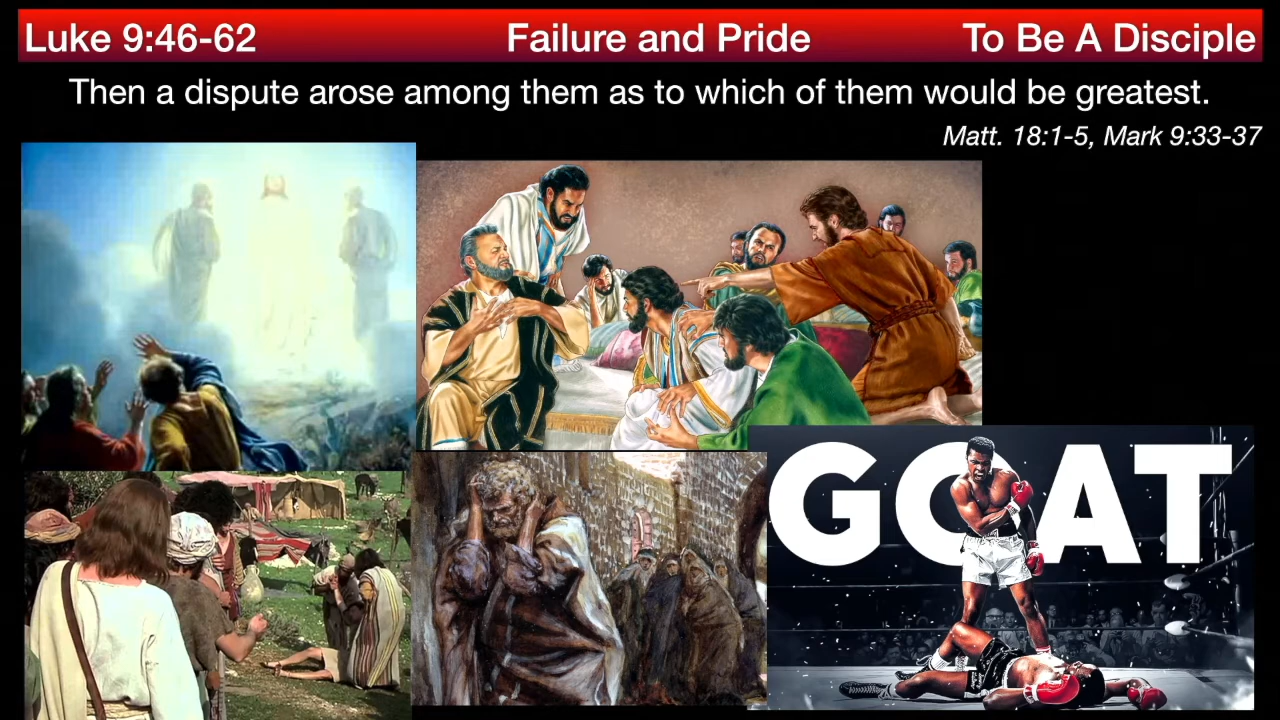 Luke 9:46-62
Failure and Pride
To Be A Disciple
Then a dispute arose among them as to which of them would be greatest.
Matt. 18:1-5, Mark 9:33-37
GOAT